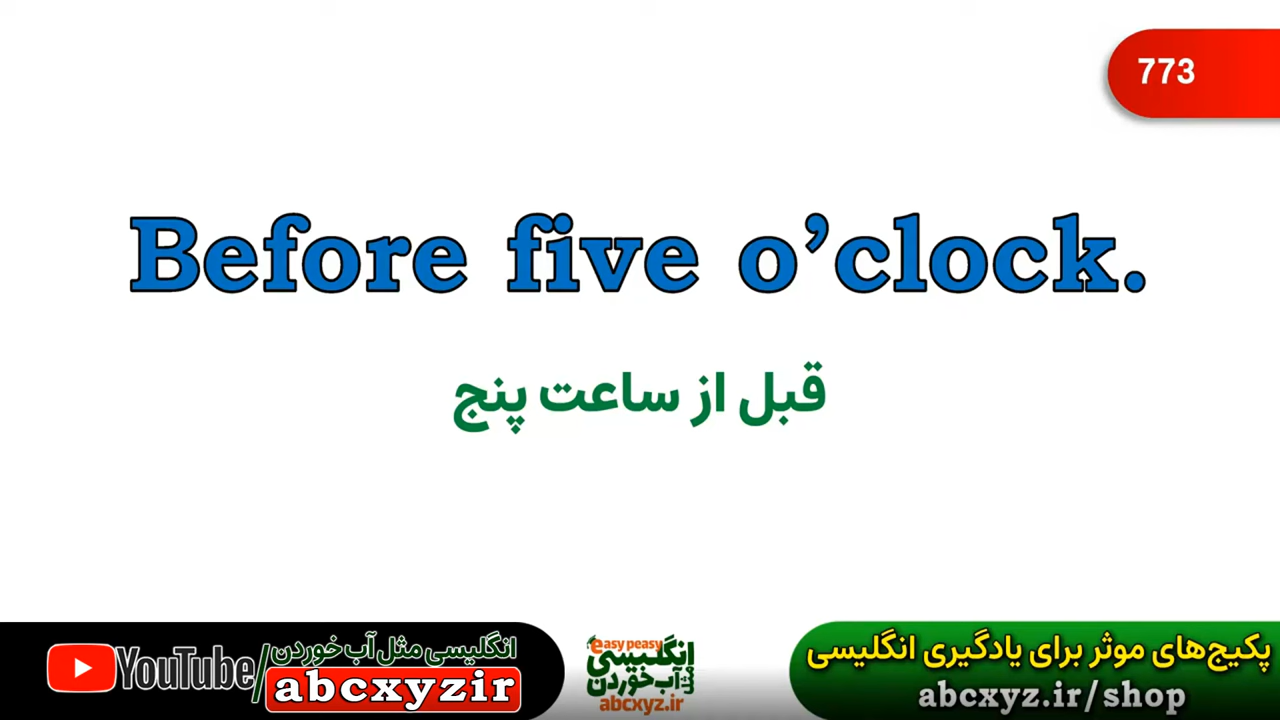 773
Before five o’clock.
قبل از ساعت پنج
YouTube/
انگلیسی مثل آب خوردن
abcxyzir
easy peasy
انگلیسی
مثل آب خوردن
abcxyz.ir
پکیج‌های موثر برای یادگیری انگلیسی
abcxyz.ir/shop